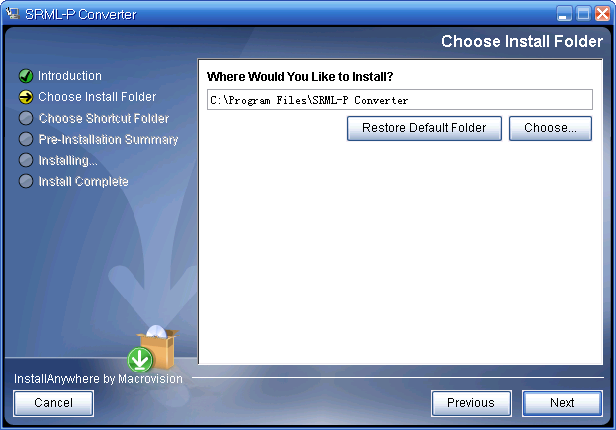 SRML-P Converter
Choose Install Folder
Introduction
Choose Install Folder
Choose Shortcut Folder
Pre-Installation Summary
Installing...
Install Complete
Where Would You Like to Install?
C:\Program Files\SRML-P Converter
Restore Default Folder
Choose...
InstallAnywhere by Macrovision
Cancel
Previous
Next